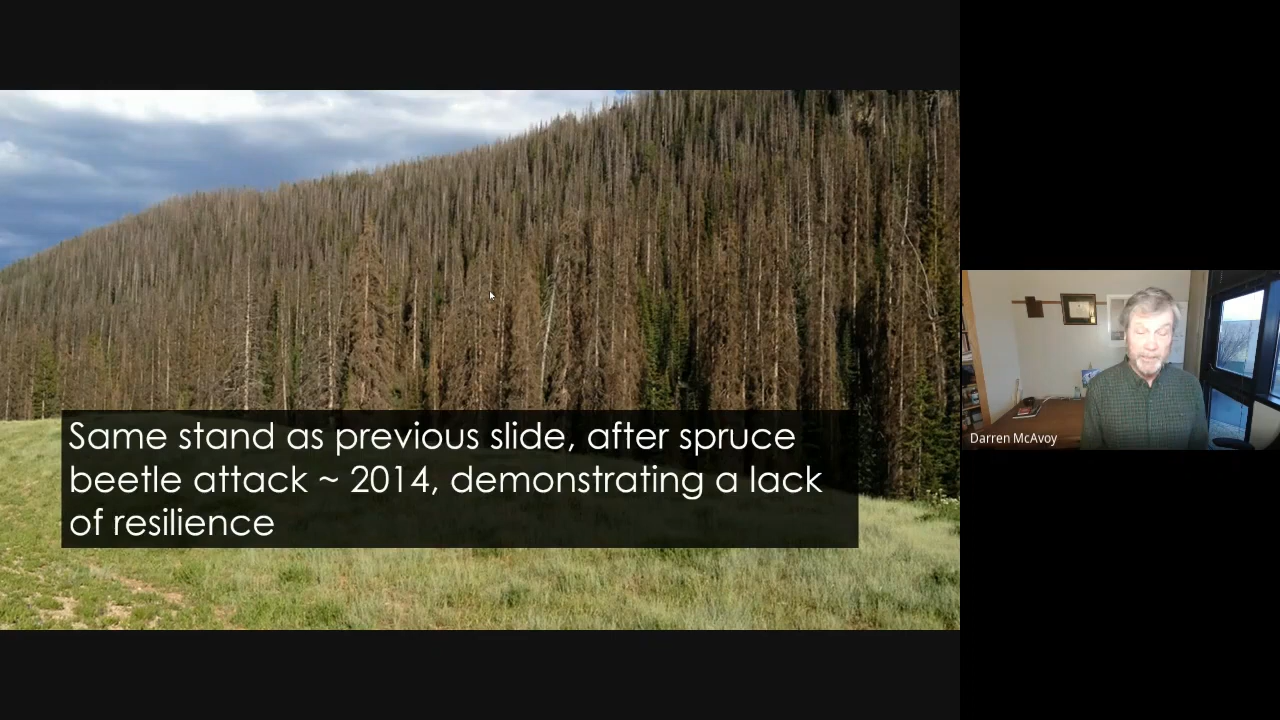 Same stand as previous slide, after spruce
beetle attack ~ 2014, demonstrating a lack
of resilience
Darren McAvoy